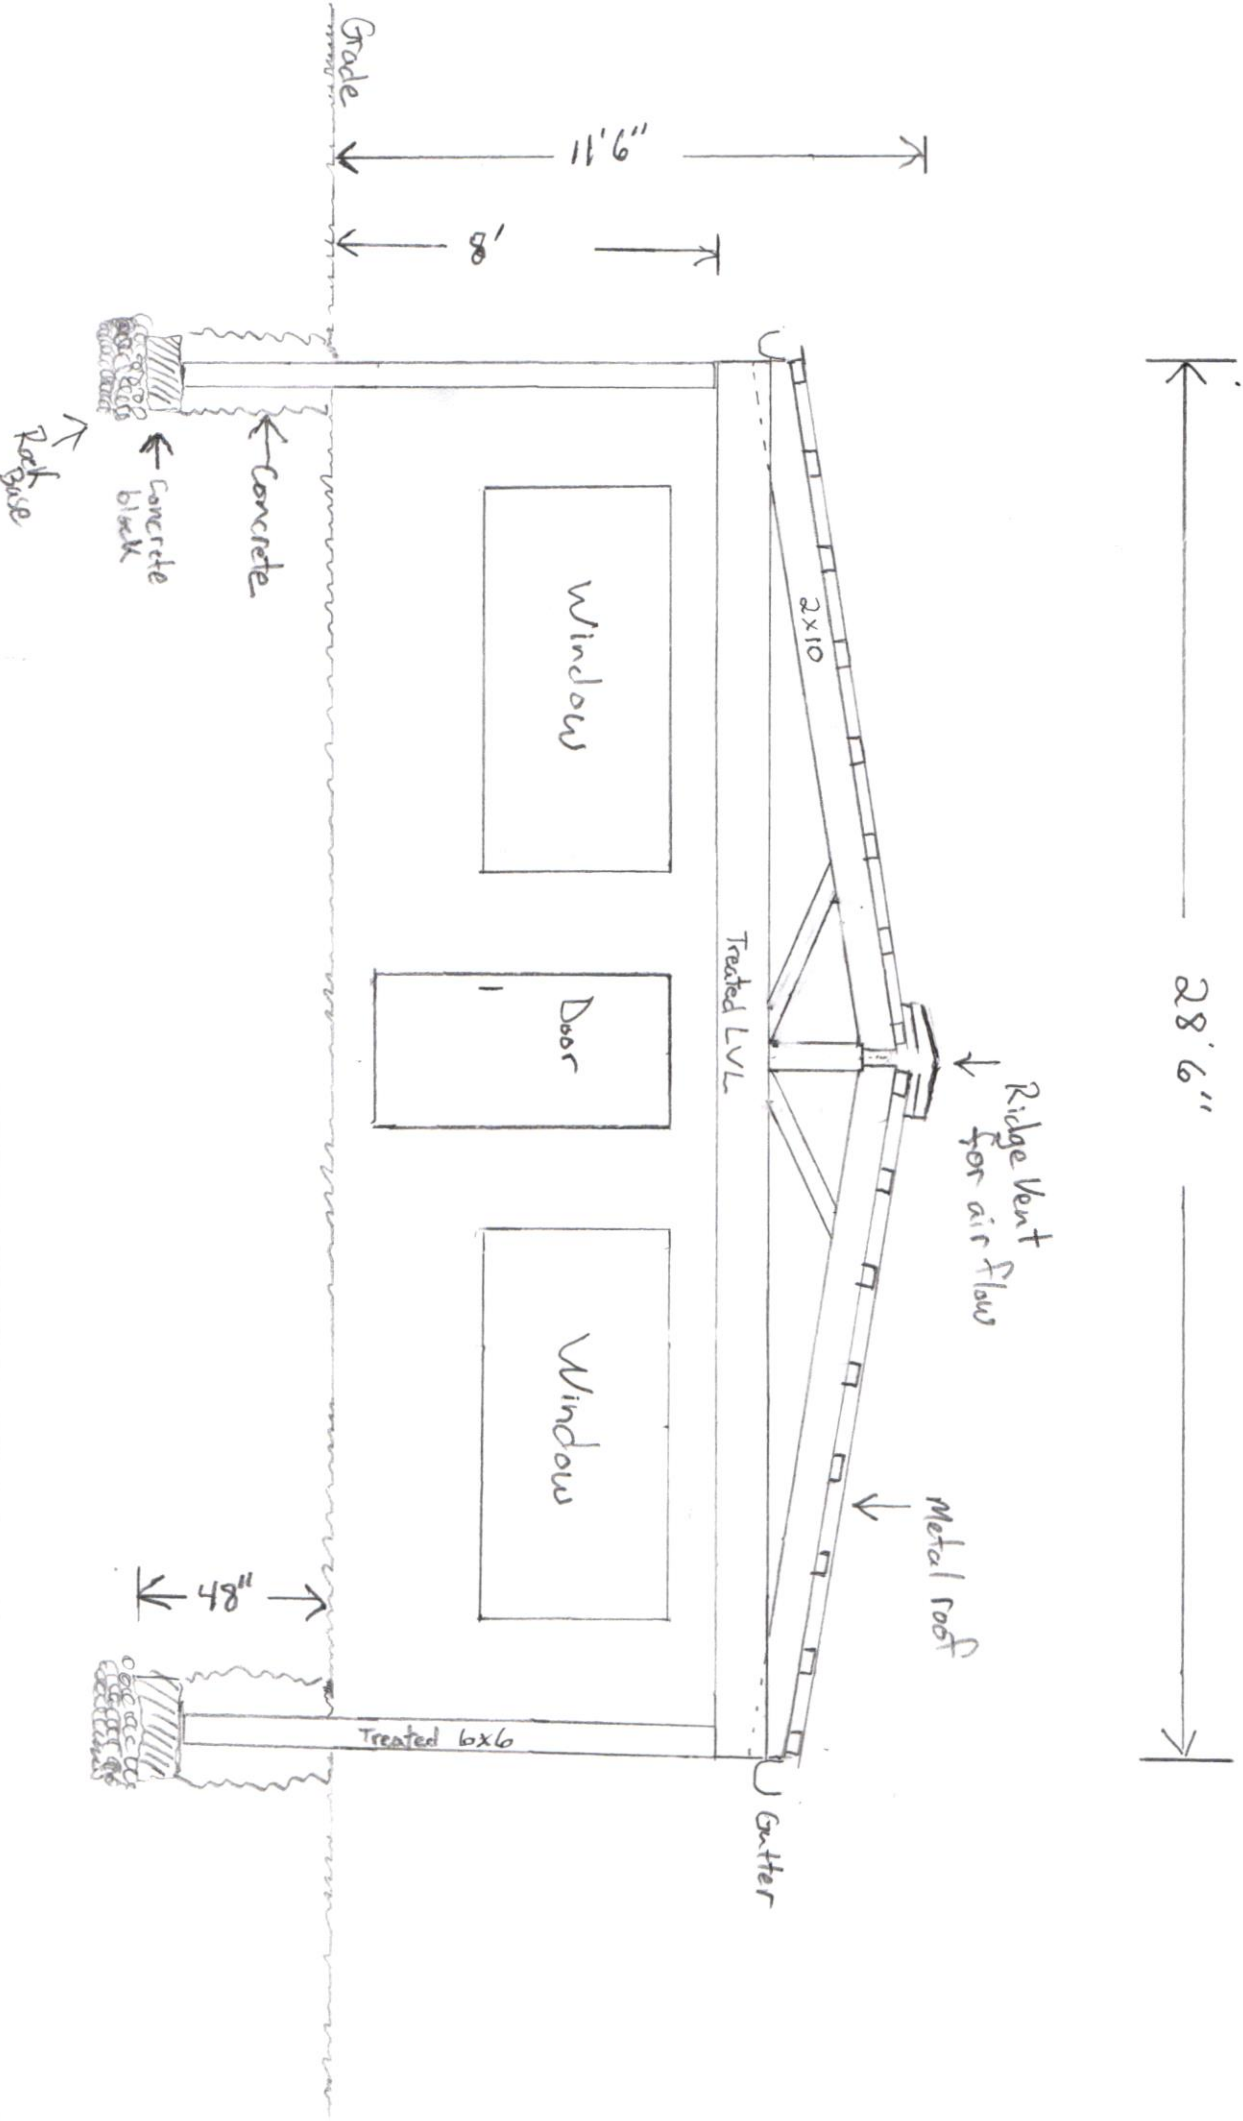 28' 6"
Ridge Vent
for air flow
Metal roof
11'6"
8'
2x10
Treated LVL
Gutter
Window
Door
Window
Treated 6x6
Grade
48"
Concrete
Concrete
block
Rock
Base